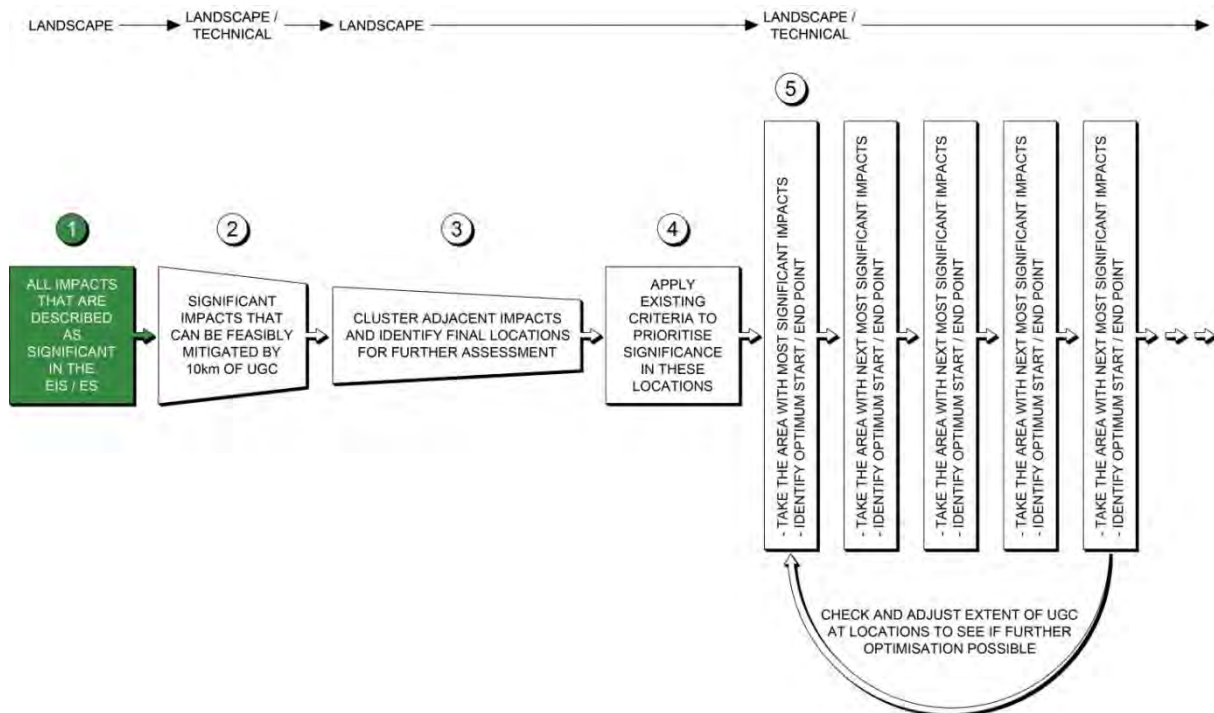 LANDSCAPE
LANDSCAPE /
TECHNICAL
LANDSCAPE
LANDSCAPE /
TECHNICAL
1
ALL IMPACTS
THAT ARE
DESCRIBED
AS
SIGNIFICANT
IN THE
EIS / ES
2
SIGNIFICANT
IMPACTS THAT
CAN BE FEASIBLY
MITIGATED BY
10km OF UGC
3
CLUSTER ADJACENT IMPACTS
AND IDENTIFY FINAL LOCATIONS
FOR FURTHER ASSESSMENT
4
APPLY
EXISTING
CRITERIA TO
PRIORITISE
SIGNIFICANCE
IN THESE
LOCATIONS
5
- TAKE THE AREA WITH MOST SIGNIFICANT IMPACTS
- IDENTIFY OPTIMUM START / END POINT
- TAKE THE AREA WITH NEXT MOST SIGNIFICANT IMPACTS
- IDENTIFY OPTIMUM START / END POINT
- TAKE THE AREA WITH NEXT MOST SIGNIFICANT IMPACTS
- IDENTIFY OPTIMUM START / END POINT
- TAKE THE AREA WITH NEXT MOST SIGNIFICANT IMPACTS
- IDENTIFY OPTIMUM START / END POINT
- TAKE THE AREA WITH NEXT MOST SIGNIFICANT IMPACTS
- IDENTIFY OPTIMUM START / END POINT
CHECK AND ADJUST EXTENT OF UGC
AT LOCATIONS TO SEE IF FURTHER
OPTIMISATION POSSIBLE